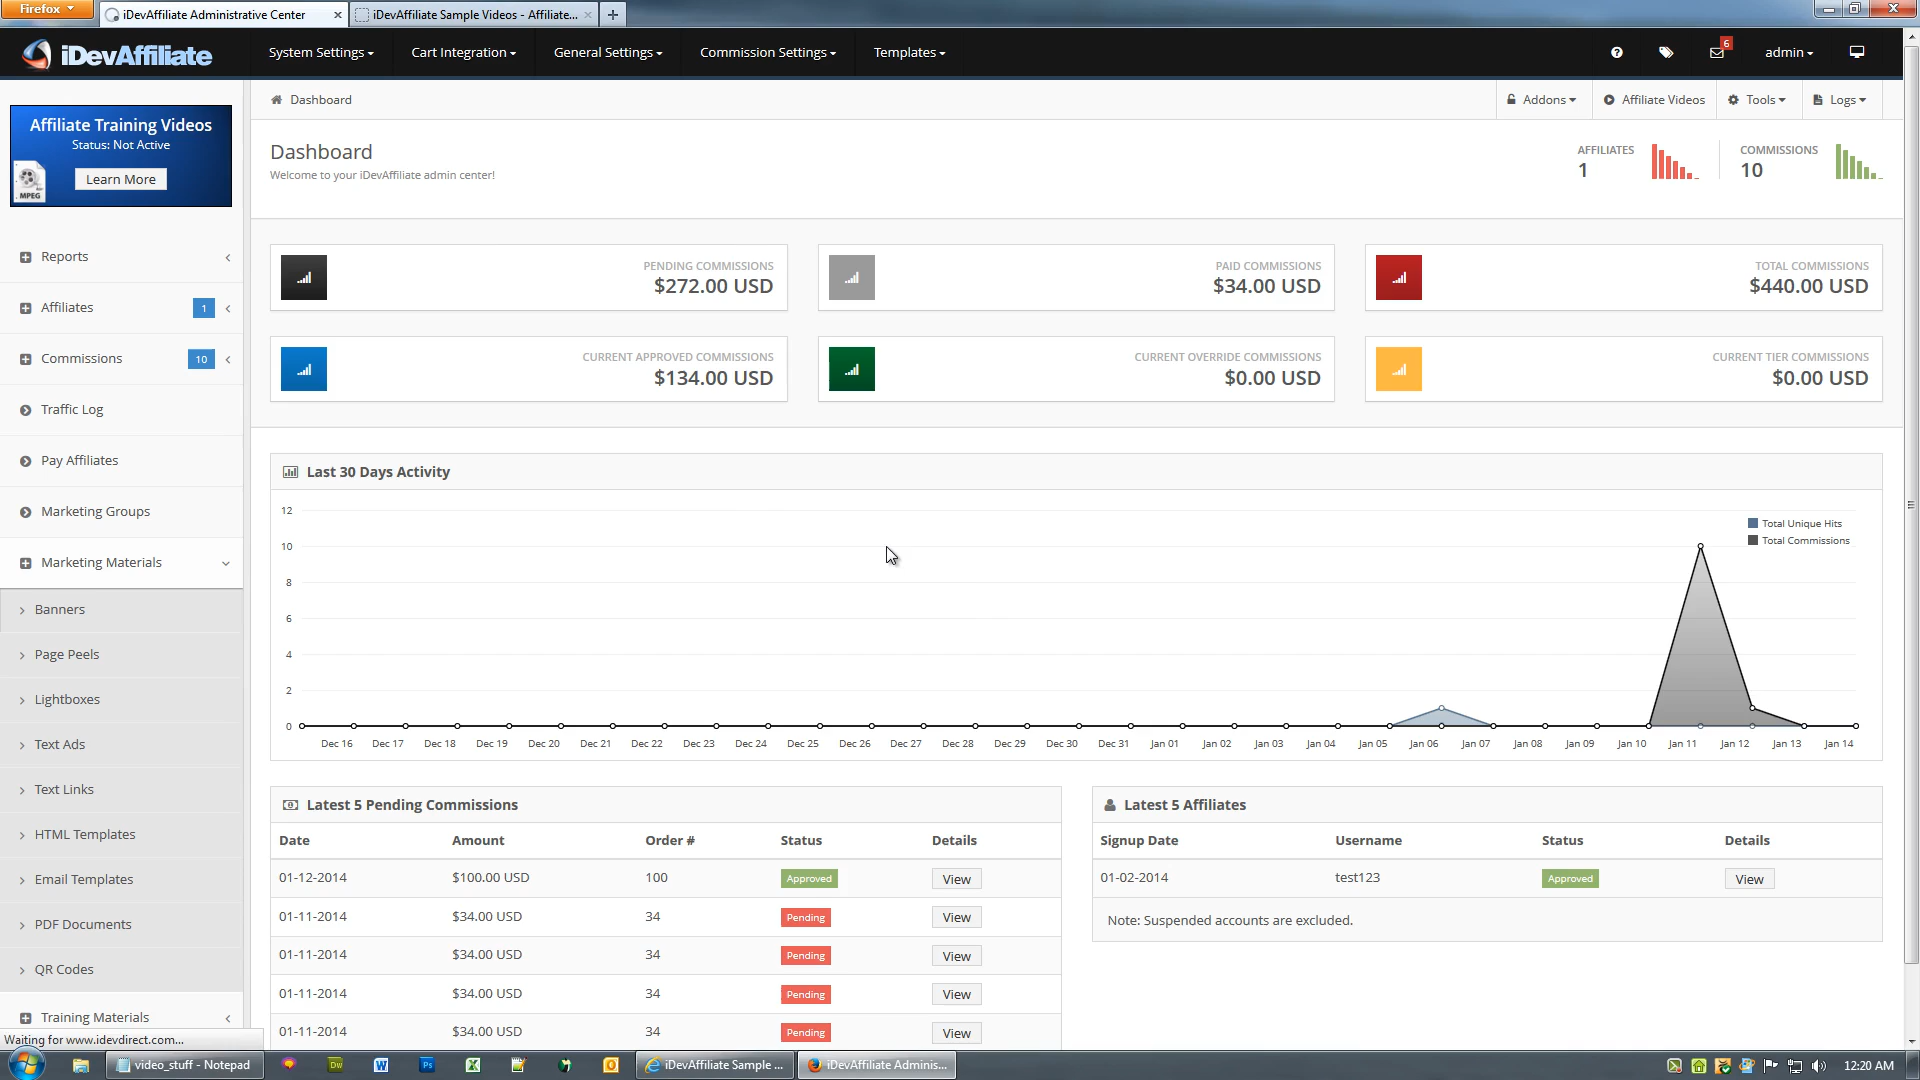 Firefox
iDevAffiliate Administrative Center
iDevAffiliate Sample Videos - Affiliate...
iDevAffiliate
System Settings
Cart Integration
General Settings
Commission Settings
Templates
6
admin
Affiliate Training Videos
Status: Not Active
Learn More
MPEG
Dashboard
Addons
Affiliate Videos
Tools
Logs
Dashboard
Welcome to your iDevAffiliate admin center!
AFFILIATES
1
COMMISSIONS
10
Reports
Affiliates 1
Commissions 10
Traffic Log
Pay Affiliates
Marketing Groups
Marketing Materials
Banners
Page Peels
Lightboxes
Text Ads
Text Links
HTML Templates
Email Templates
PDF Documents
QR Codes
Training Materials
PENDING COMMISSIONS
$272.00 USD
PAID COMMISSIONS
$34.00 USD
TOTAL COMMISSIONS
$440.00 USD
CURRENT APPROVED COMMISSIONS
$134.00 USD
CURRENT OVERRIDE COMMISSIONS
$0.00 USD
CURRENT TIER COMMISSIONS
$0.00 USD
Last 30 Days Activity
Total Unique Hits
Total Commissions
12
10
8
6
4
2
0
Dec 16 Dec 17 Dec 18 Dec 19 Dec 20 Dec 21 Dec 22 Dec 23 Dec 24 Dec 25 Dec 26 Dec 27 Dec 28 Dec 29 Dec 30 Dec 31 Jan 01 Jan 02 Jan 03 Jan 04 Jan 05 Jan 06 Jan 07 Jan 08 Jan 09 Jan 10 Jan 11 Jan 12 Jan 13 Jan 14
Latest 5 Pending Commissions
Date Amount Order # Status Details
01-12-2014 $100.00 USD 100 Approved View
01-11-2014 $34.00 USD 34 Pending View
01-11-2014 $34.00 USD 34 Pending View
01-11-2014 $34.00 USD 34 Pending View
01-11-2014 $34.00 USD 34 Pending View
Latest 5 Affiliates
Signup Date Username Status Details
01-02-2014 test123 Approved View
Note: Suspended accounts are excluded.
Waiting for www.idevdirect.com...
video_stuff - Notepad
Dw
W
Ps
iDevAffiliate Sample ...
iDevAffiliate Adminis...
12:20 AM